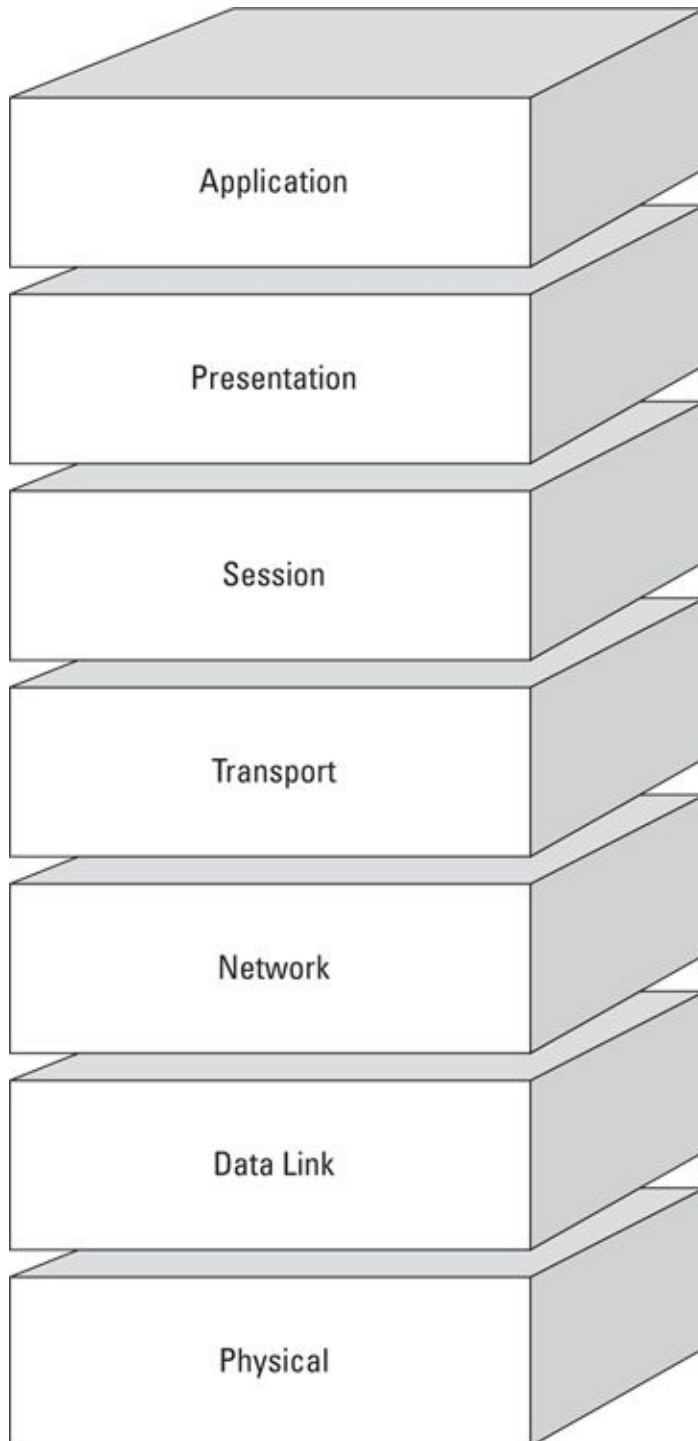 Application
Presentation
Session
Transport
Network
Data Link
Physical